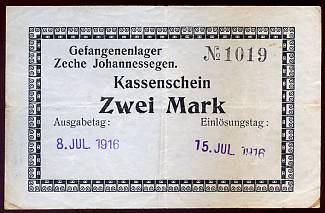 Gefangenenlager
Zeche Johannessegen.
№ 1019
Kassenschein
Zwei Mark
Ausgabetag: Einlösungstag:
8. JUL. 1916 15. JUL. 1916